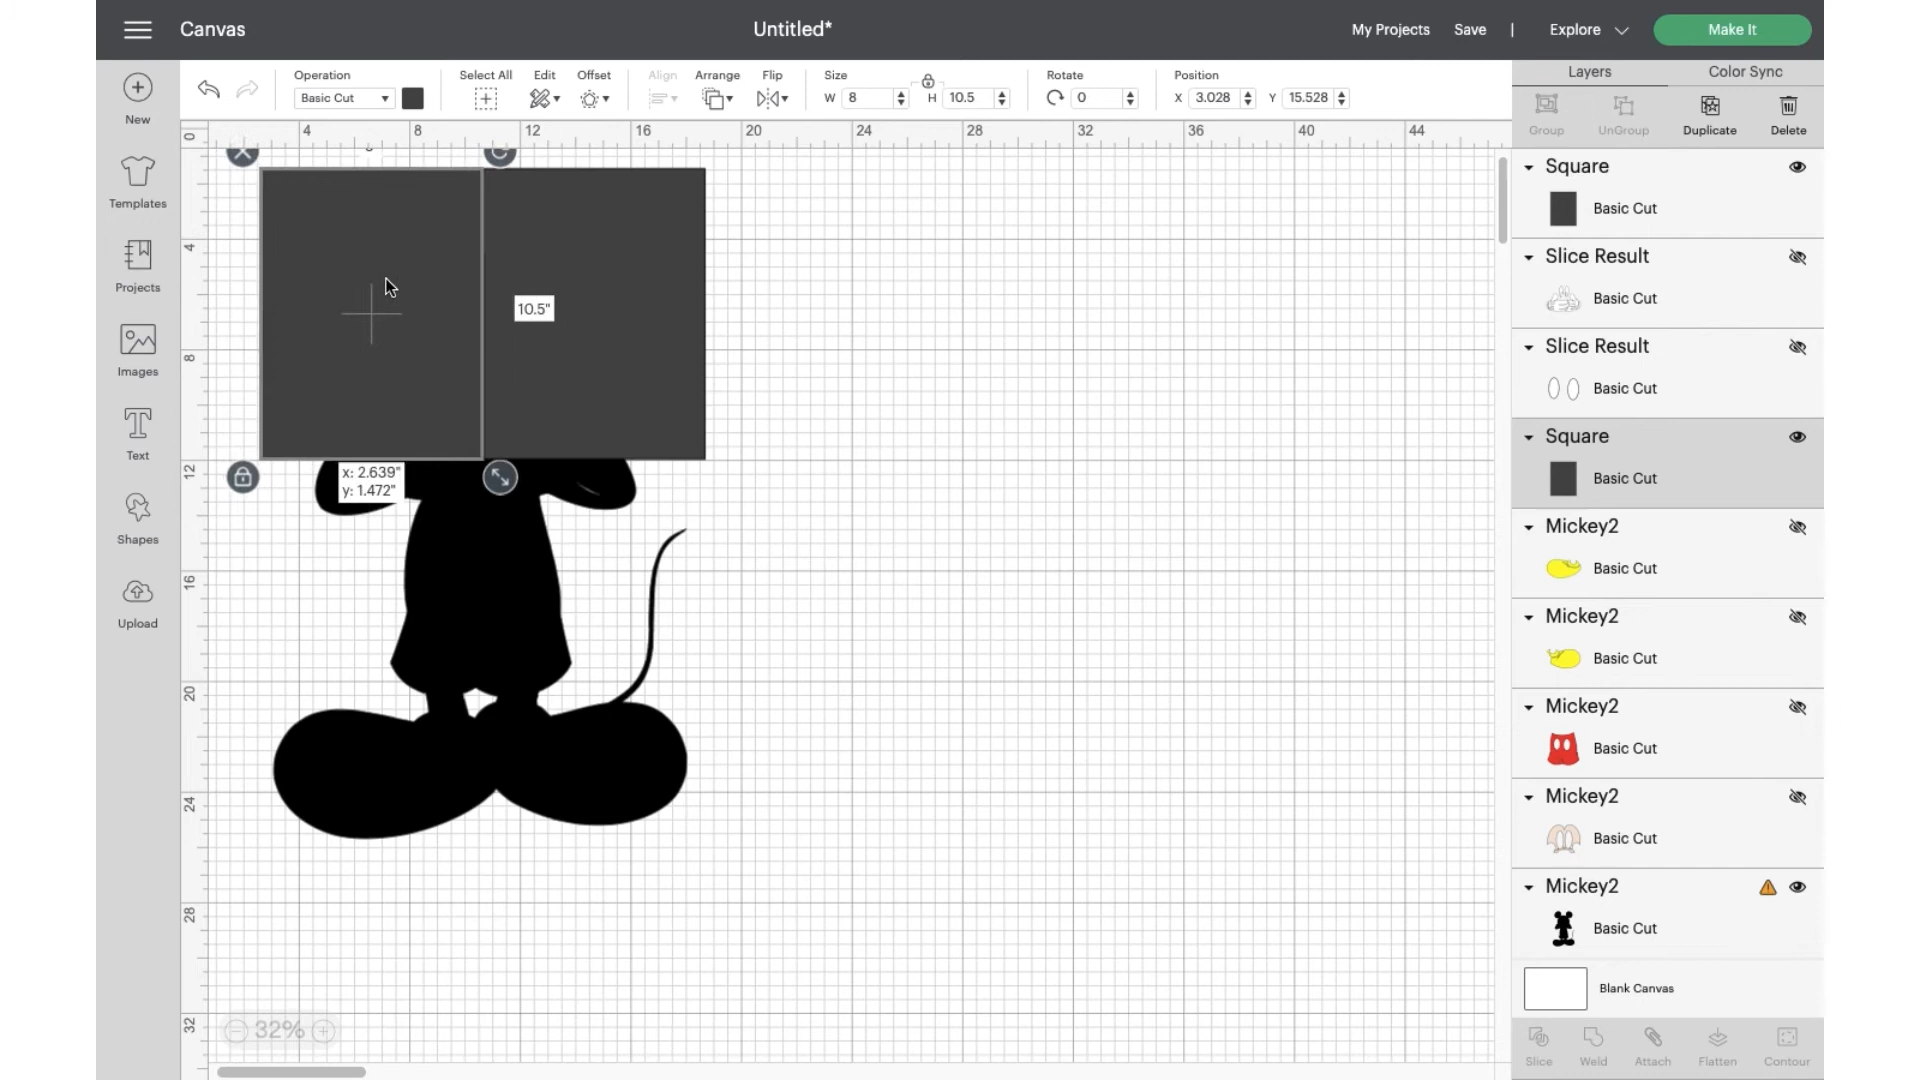 Canvas
Untitled*
My Projects
Save
|
Explore
Make It
New
Templates
Projects
Images
Text
Shapes
Upload
Operation
Basic Cut
Select All
Edit
Offset
Align
Arrange
Flip
Size
W 8
H 10.5
Rotate
0
Position
X 3.028
Y 15.528
0 4 8 12 16 20 24 28 32 36 40 44
4
8
12
16
20
24
28
32
10.5"
x: 2.639"
y: 1.472"
32%
Layers
Color Sync
Group
UnGroup
Duplicate
Delete
Square
Basic Cut
Slice Result
Basic Cut
Slice Result
Basic Cut
Square
Basic Cut
Mickey2
Basic Cut
Mickey2
Basic Cut
Mickey2
Basic Cut
Mickey2
Basic Cut
Mickey2
Basic Cut
Blank Canvas
Slice
Weld
Attach
Flatten
Contour